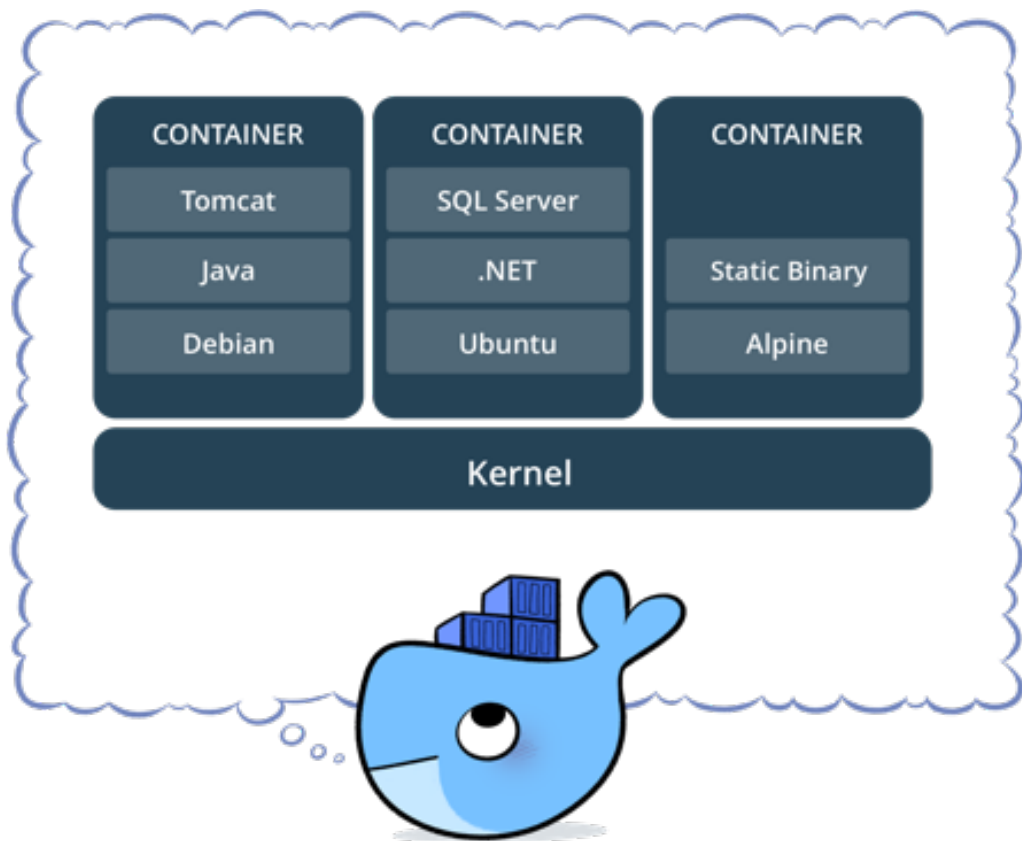 CONTAINER
Tomcat
Java
Debian
CONTAINER
SQL Server
.NET
Ubuntu
CONTAINER
Static Binary
Alpine
Kernel